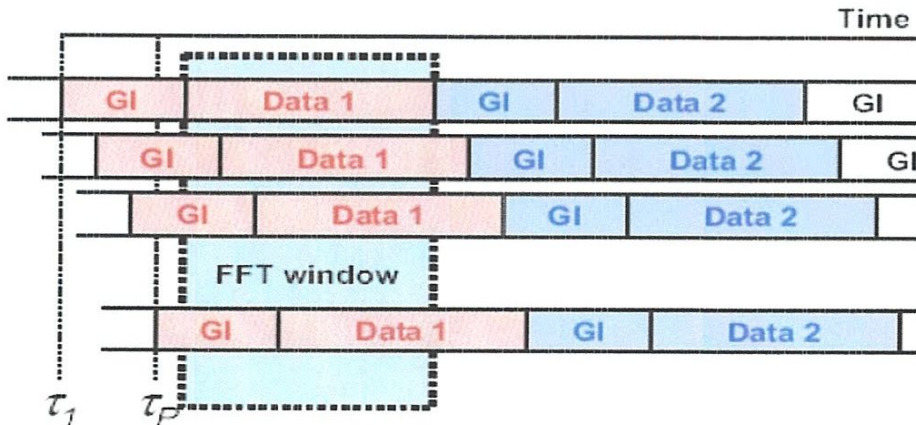 Time
GI Data 1 GI Data 2 GI
GI Data 1 GI Data 2 GI
GI Data 1 GI Data 2
FFT window
GI Data 1 GI Data 2
τ1 τP